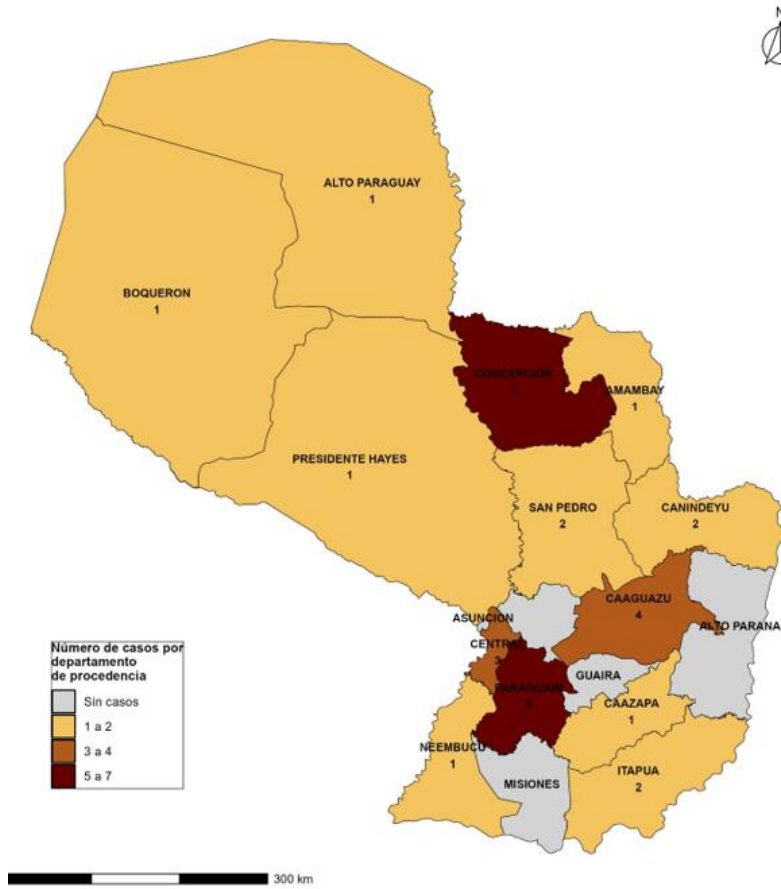 N
ALTO PARAGUAY
1
BOQUERON
1
CONCEPCION
AMAMBAY
1
PRESIDENTE HAYES
1
SAN PEDRO
2
CANINDEYU
2
CAAGUAZU
4
ASUNCION
ALTO PARANA
CENTRAL
3
GUAIRA
PARAGUARI
CAAZAPA
1
NEEMBUCU
1
MISIONES
ITAPUA
2
Número de casos por
departamento
de procedencia
Sin casos
1 a 2
3 a 4
5 a 7
300 km